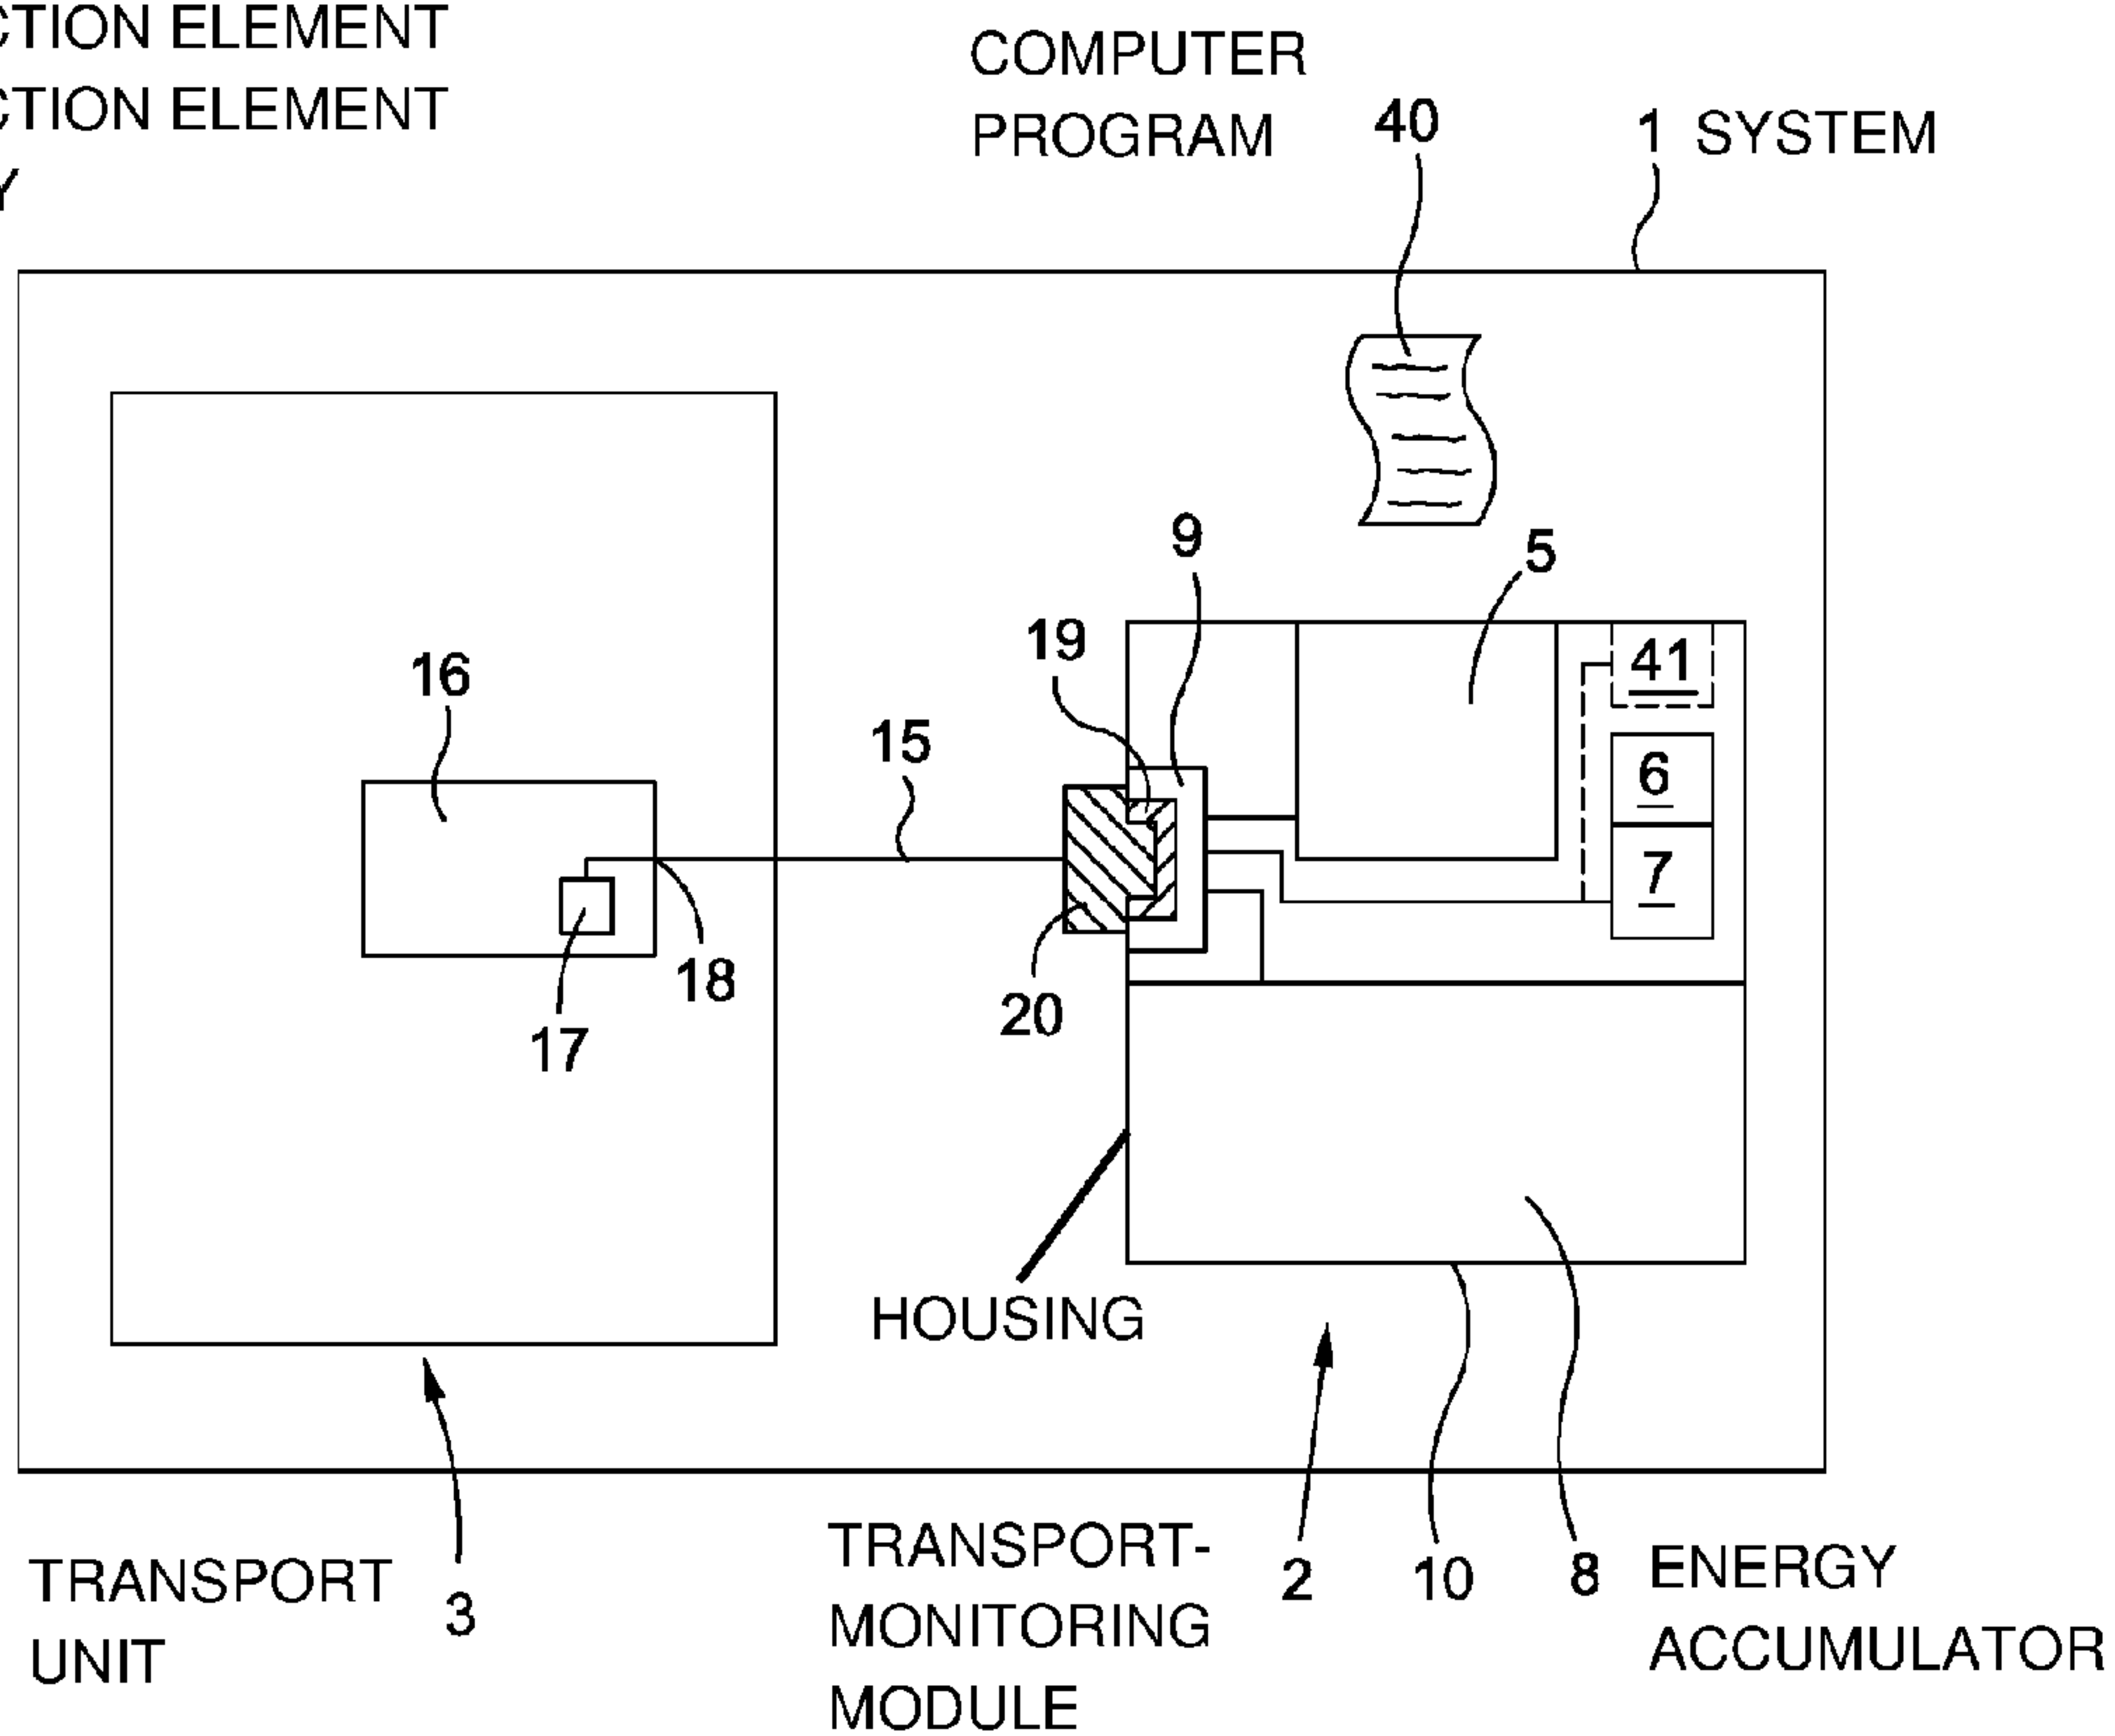 CTION ELEMENT
CTION ELEMENT
Y
COMPUTER
PROGRAM
40
1 SYSTEM
9
5
19
41
16
15
6
7
18
20
17
HOUSING
TRANSPORT
UNIT
3
TRANSPORT-
MONITORING
MODULE
2
10
8
ENERGY
ACCUMULATOR